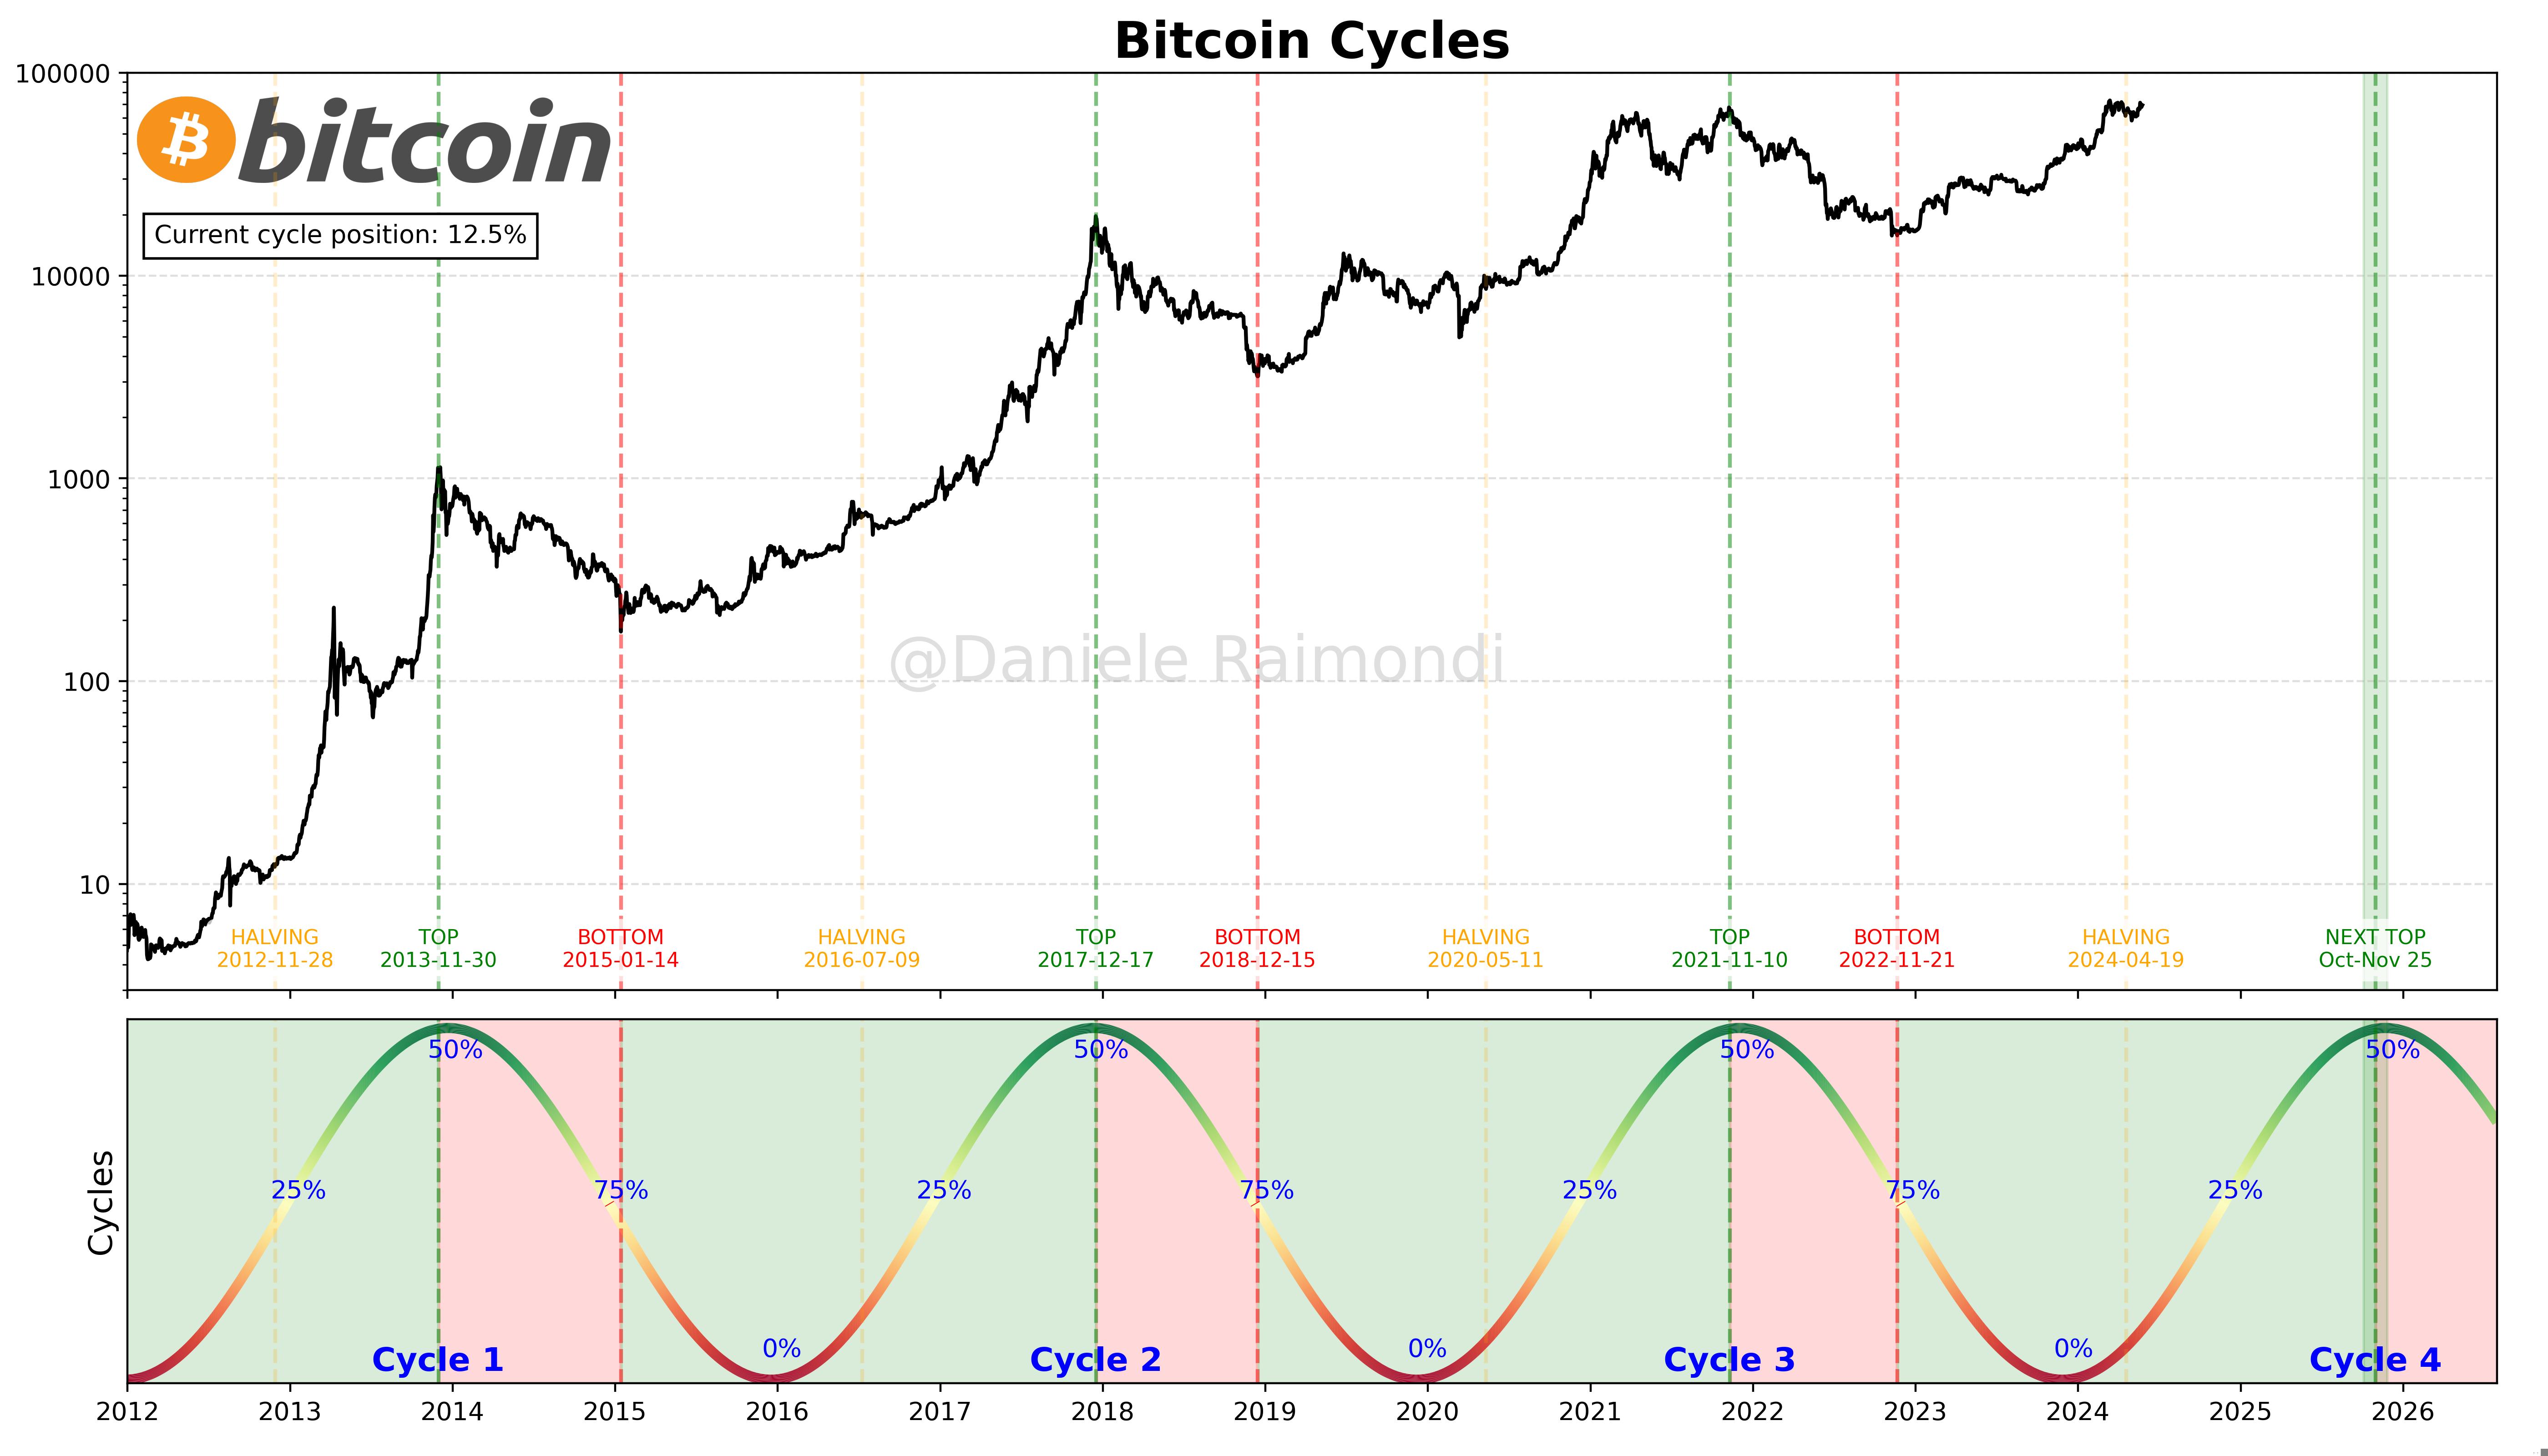 Bitcoin Cycles
100000
10000
1000
100
10
bitcoin
Current cycle position: 12.5%
@Daniele Raimondi
HALVING
2012-11-28
TOP
2013-11-30
BOTTOM
2015-01-14
HALVING
2016-07-09
TOP
2017-12-17
BOTTOM
2018-12-15
HALVING
2020-05-11
TOP
2021-11-10
BOTTOM
2022-11-21
HALVING
2024-04-19
NEXT TOP
Oct-Nov 25
Cycles
50% 50% 50% 50%
25% 75% 25% 75% 25% 75% 25%
0% 0% 0%
Cycle 1 Cycle 2 Cycle 3 Cycle 4
2012 2013 2014 2015 2016 2017 2018 2019 2020 2021 2022 2023 2024 2025 2026